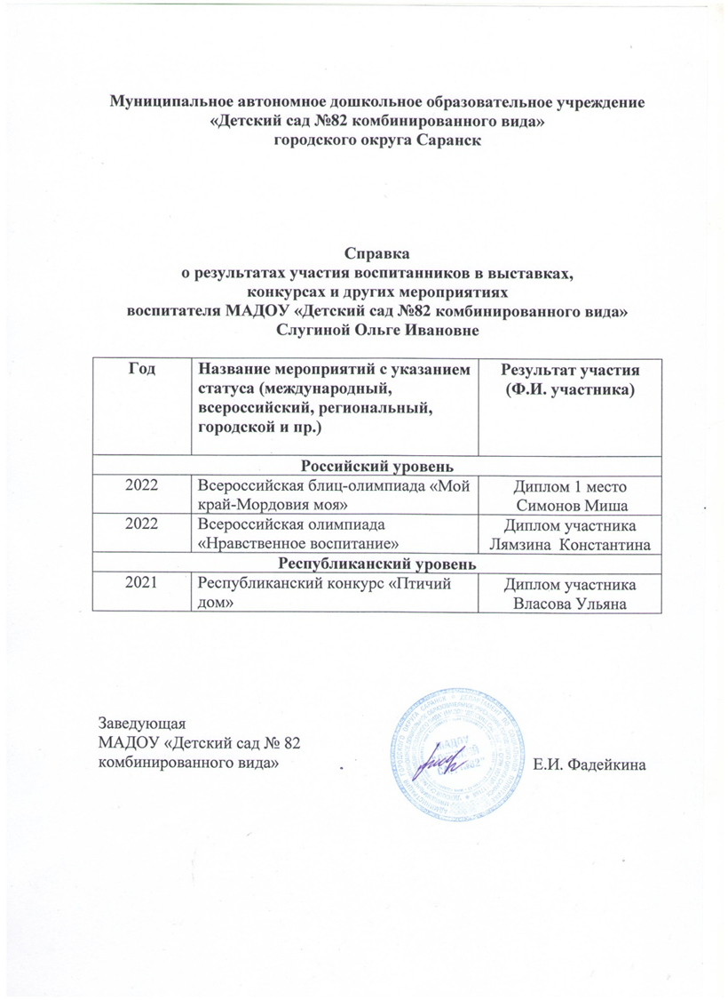 Муниципальное автономное дошкольное образовательное учреждение
«Детский сад №82 комбинированного вида»
городского округа Саранск
Справка
о результатах участия воспитанников в выставках,
конкурсах и других мероприятиях
воспитателя МАДОУ «Детский сад №82 комбинированного вида»
Слугиной Ольге Ивановне
Год
Название мероприятий с указанием
статуса (международный,
всероссийский, региональный,
городской и пр.)
Результат участия
(Ф.И. участника)
Российский уровень
2022
Всероссийская блиц-олимпиада «Мой
край-Мордовия моя»
Диплом 1 место
Симонов Миша
2022
Всероссийская олимпиада
«Нравственное воспитание»
Диплом участника
Лямзина Константина
Республиканский уровень
2021
Республиканский конкурс «Птичий
дом»
Диплом участника
Власова Ульяна
Заведующая
МАДОУ «Детский сад № 82
комбинированного вида»
Е.И. Фадейкина
МАДОУ